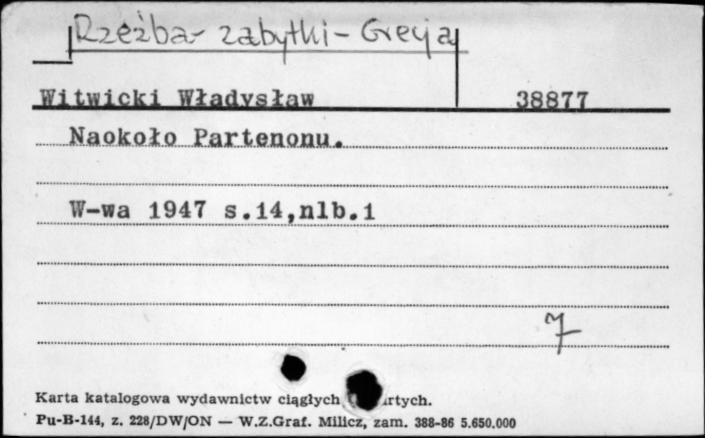 Rzeźba - zabytki - Grecja
Witwicki Władysław 38877
Naokoło Partenonu.
W-wa 1947 s.14,nlb.1
7
Karta katalogowa wydawnictw ciągłych
Pu-B-144, z. 228/DW/ON — W.Z.Graf. Milicz, zam. 388-86 5.650.000